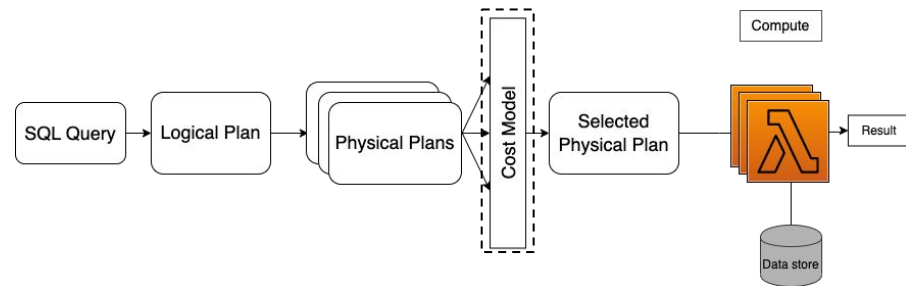 Compute
SQL Query
Logical Plan
Physical Plans
Cost Model
Selected
Physical Plan
Result
Data store